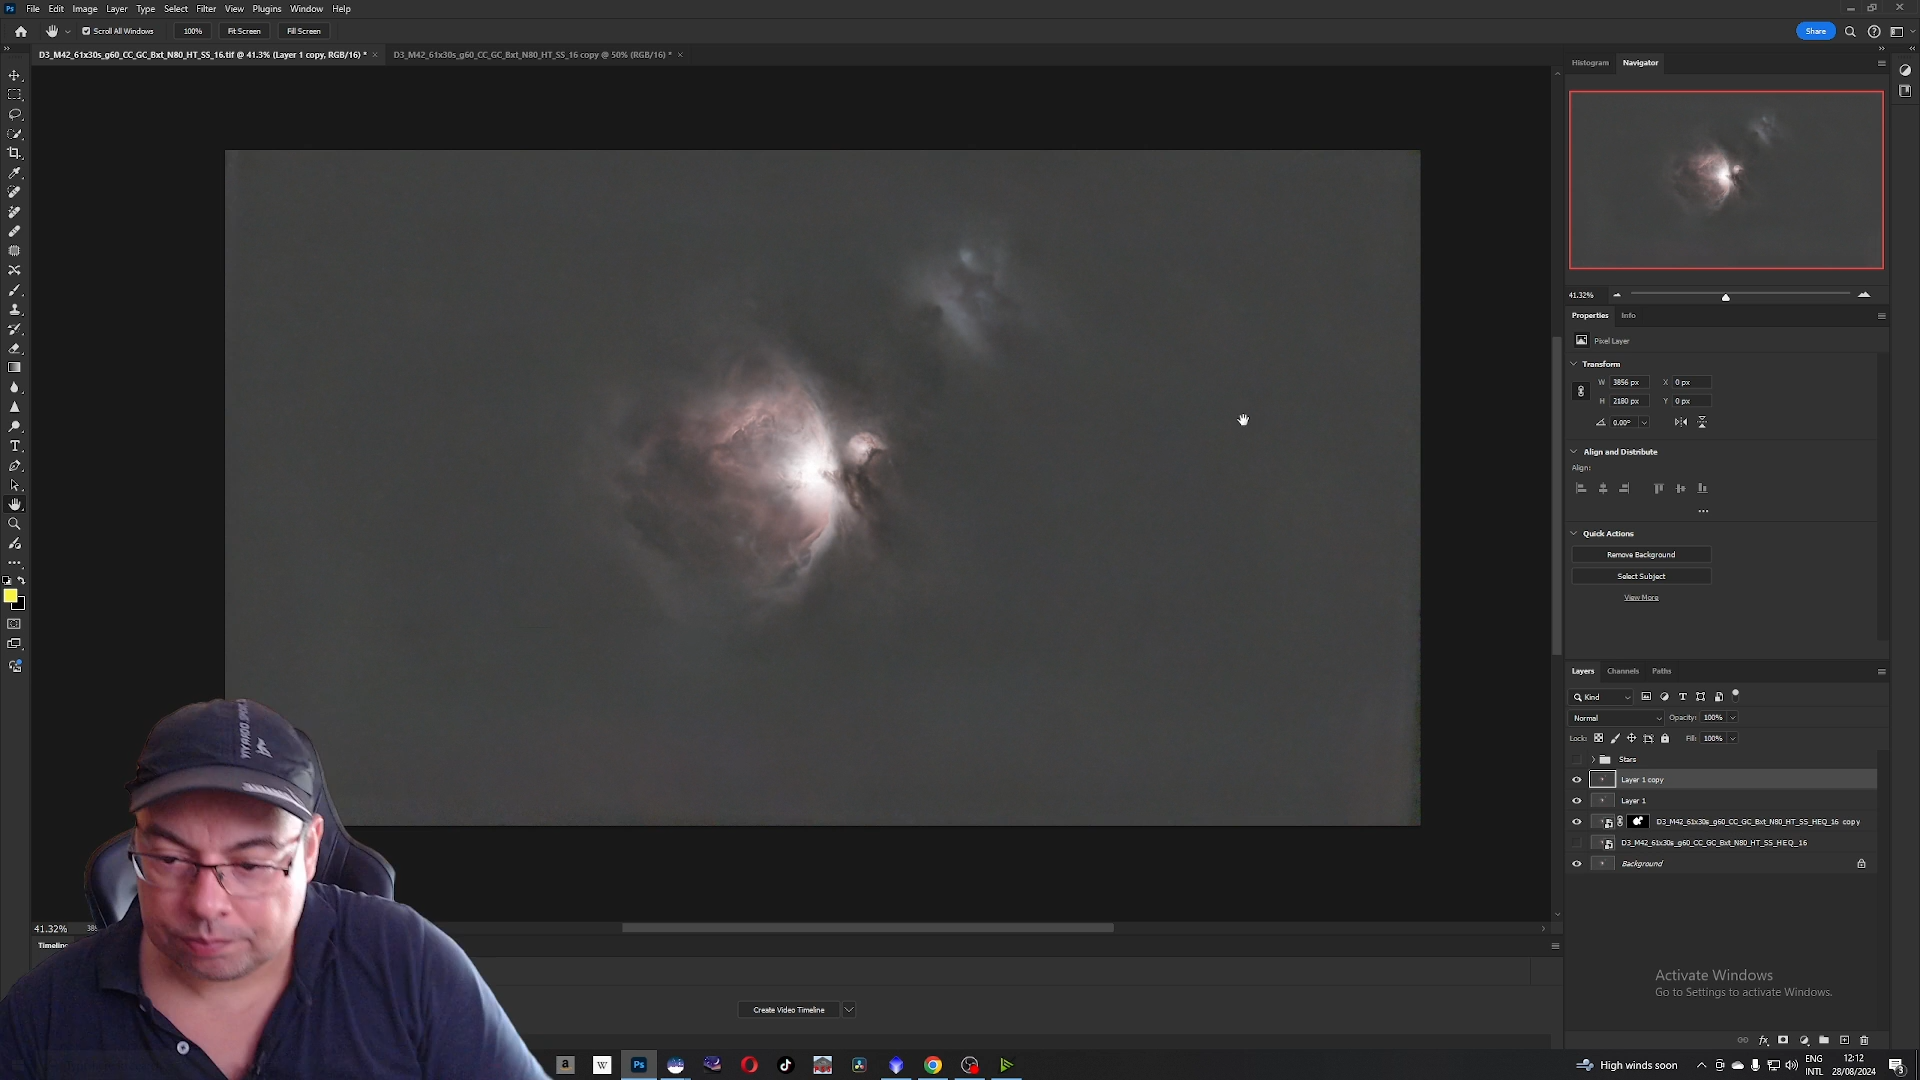 Ps File Edit Image Layer Type Select Filter View Plugins Window Help
Scroll All Windows 100% Fit Screen Fill Screen Share
D3_M42_61x30s_g60_CC_GC_Bxt_N80_HT_SS_16.tif @ 41.3% (Layer 1 copy, RGB/16) * × D3_M42_61x30s_g60_CC_GC_Bxt_N80_HT_SS_16 copy @ 50% (RGB/16) * ×
Histogram Navigator
41.32%
Properties Info
Pixel Layer
Transform
W 3856 px X 0 px
H 2180 px Y 0 px
0.00°
Align and Distribute
Align:
Quick Actions
Remove Background
Select Subject
View More
Layers Channels Paths
Kind
Normal Opacity: 100%
Lock: Fill: 100%
Stars
Layer 1 copy
Layer 1
D3_M42_61x30s_g60_CC_GC_Bxt_N80_HT_SS_HEQ_16 copy
D3_M42_61x30s_g60_CC_GC_Bxt_N80_HT_SS_HEQ_16
Background
41.32%
Timeline
Create Video Timeline
Activate Windows
Go to Settings to activate Windows.
a W Ps High winds soon ENG 12:12
INTL 28/08/2024 3